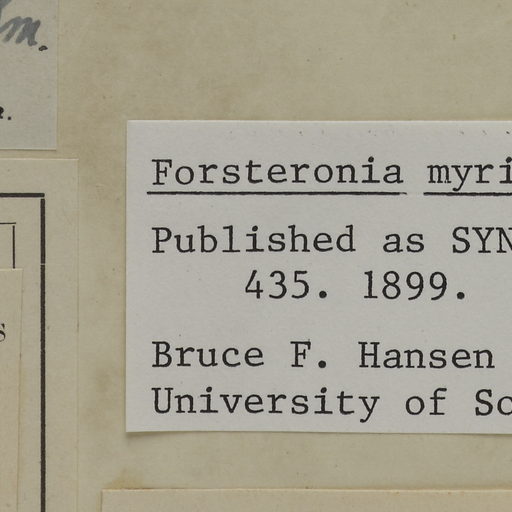 m.
Forsteronia myri
Published as SYN
435. 1899.
Bruce F. Hansen
University of So
s